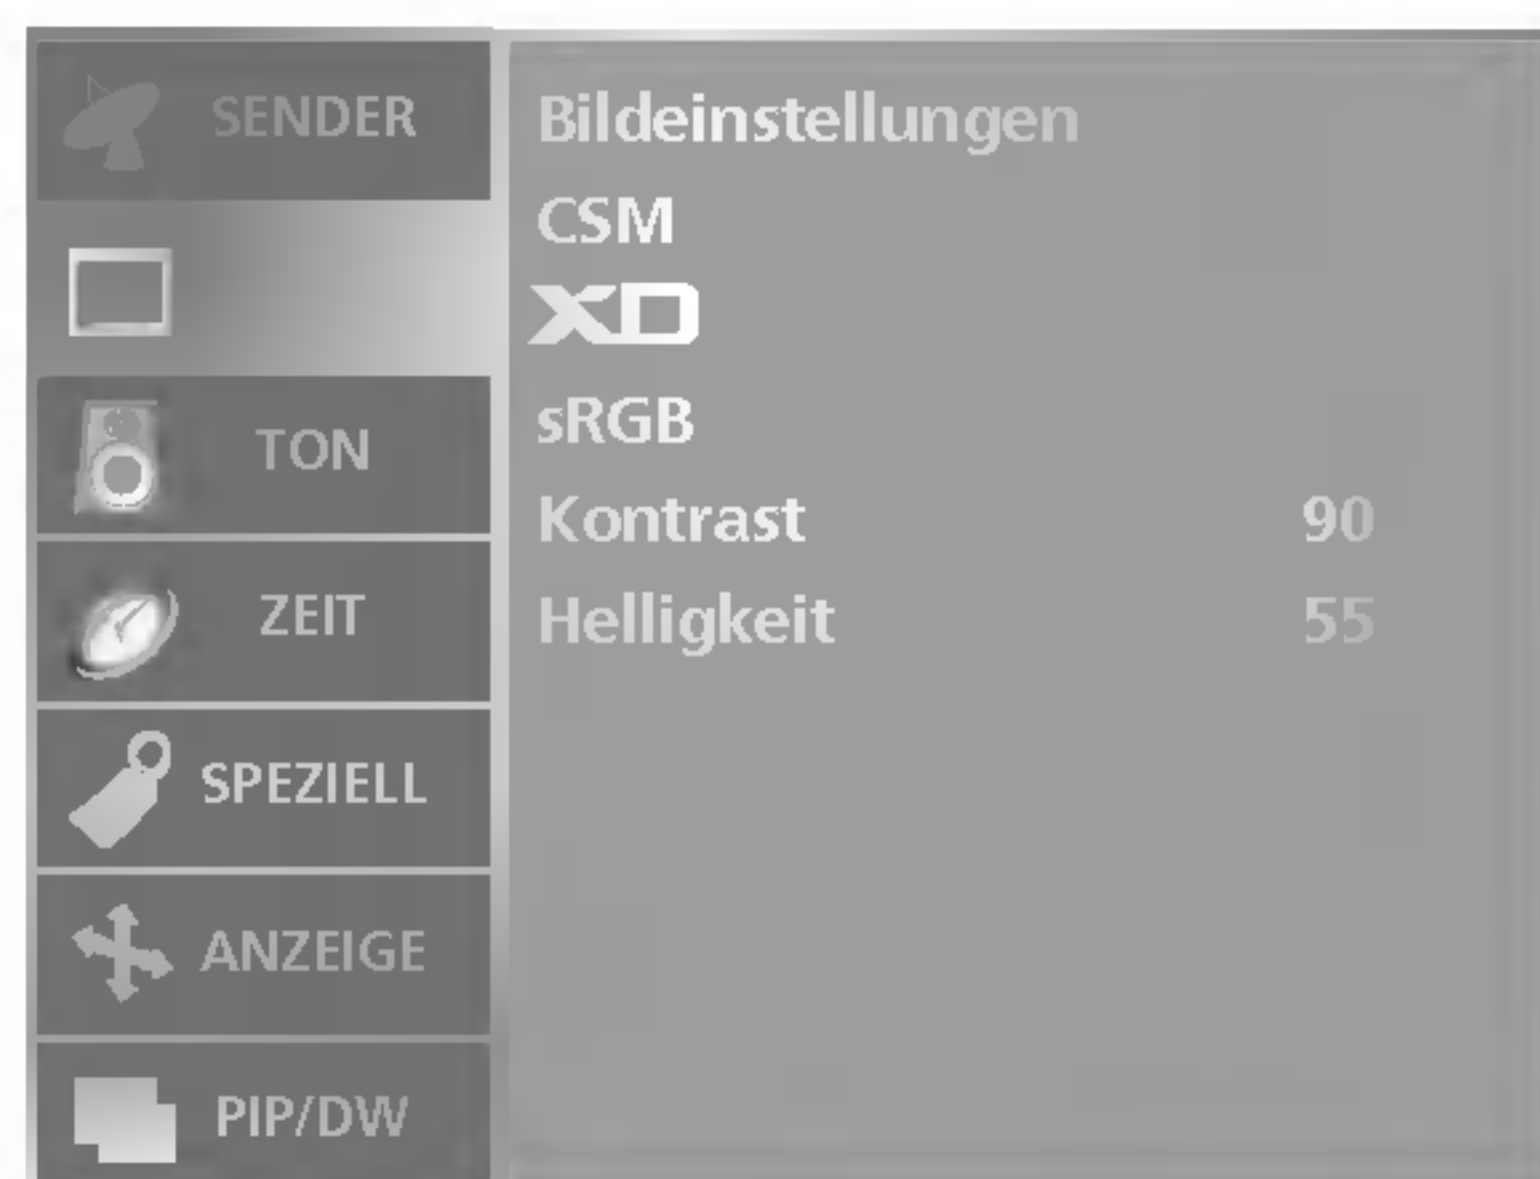 SENDER
TON
ZEIT
SPEZIELL
ANZEIGE
PIP/DW
Bildeinstellungen
CSM
XD
sRGB
Kontrast 90
Helligkeit 55